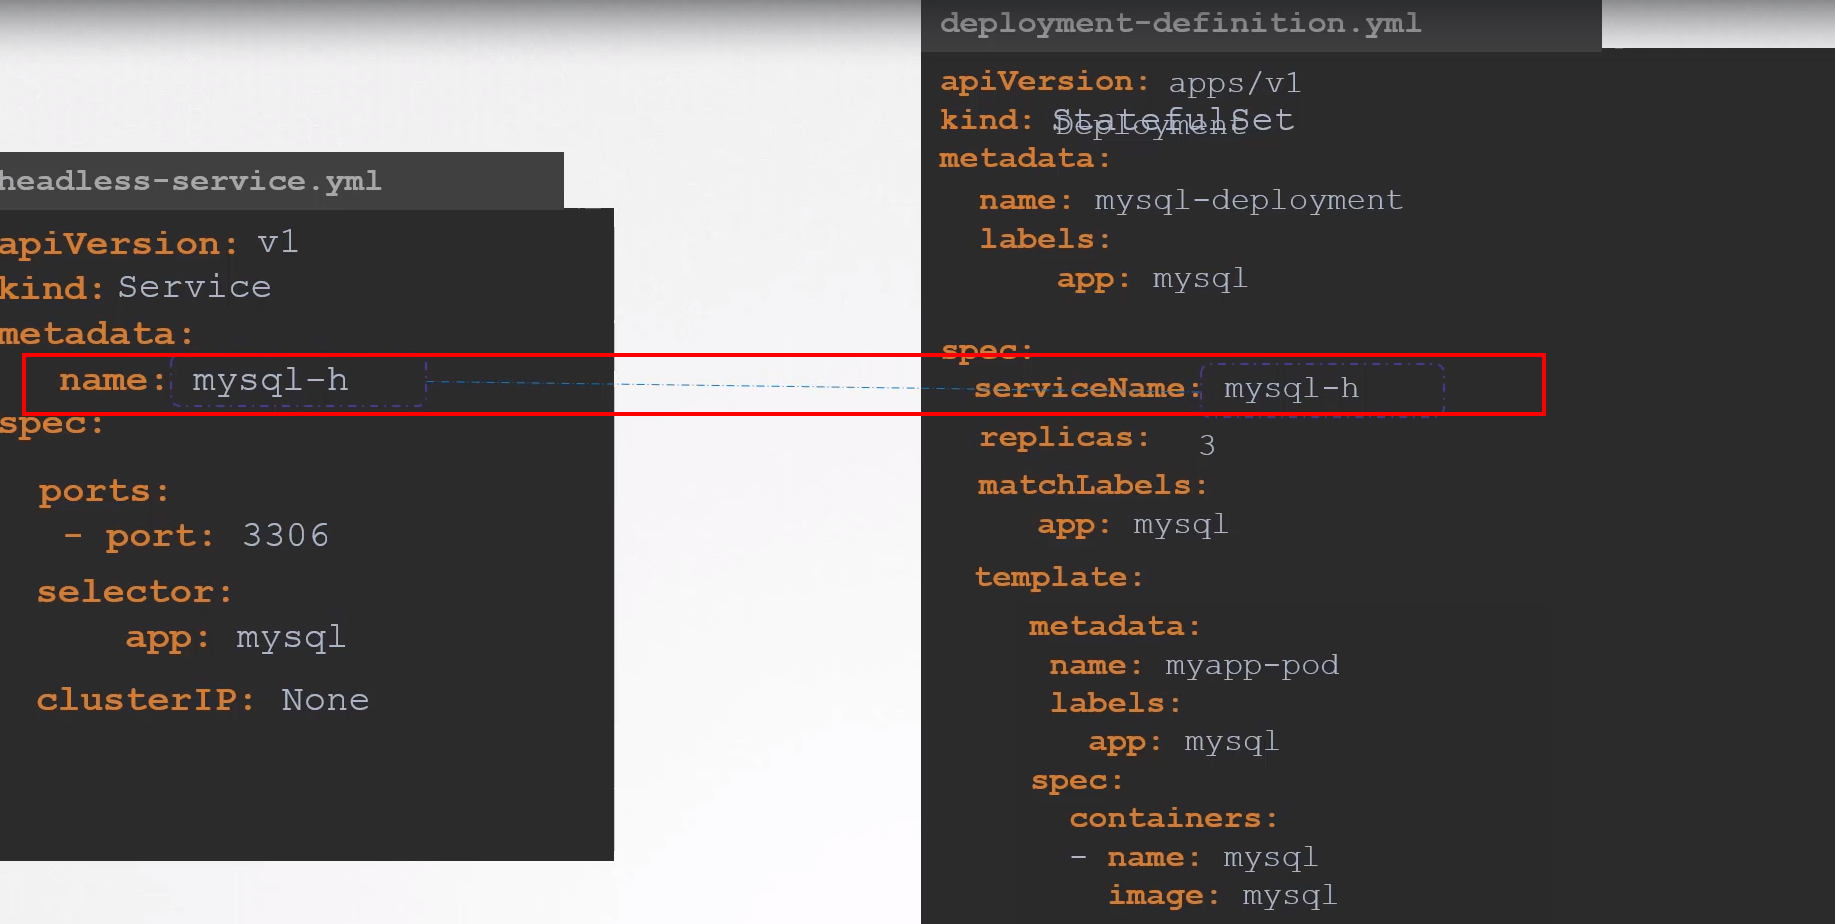 headless-service.yml
apiVersion: v1
kind: Service
metadata:
name: mysql-h
spec:
ports:
- port: 3306
selector:
app: mysql
clusterIP: None
deployment-definition.yml
apiVersion: apps/v1
kind: StatefulSet
Deployment
metadata:
name: mysql-deployment
labels:
app: mysql
spec:
serviceName: mysql-h
replicas: 3
matchLabels:
app: mysql
template:
metadata:
name: myapp-pod
labels:
app: mysql
spec:
containers:
- name: mysql
image: mysql